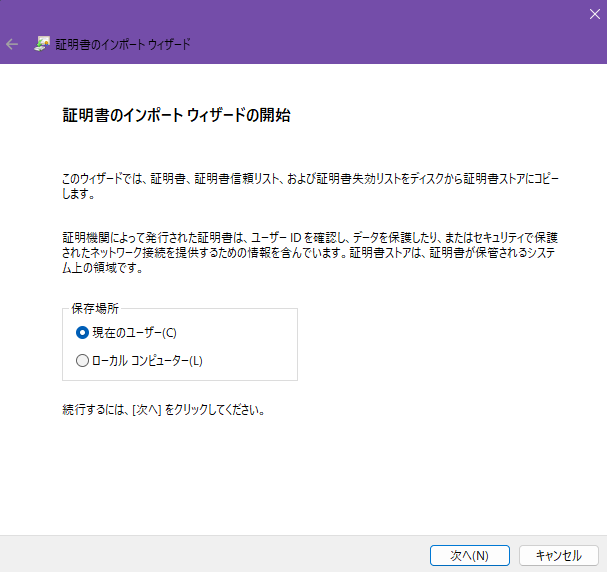 証明書のインポート ウィザード
証明書のインポート ウィザードの開始
このウィザードでは、証明書、証明書信頼リスト、および証明書失効リストをディスクから証明書ストアにコピー
します。
証明機関によって発行された証明書は、ユーザー ID を確認し、データを保護したり、またはセキュリティで保護
されたネットワーク接続を提供するための情報を含んでいます。証明書ストアは、証明書が保管されるシステ
ム上の領域です。
保存場所
現在のユーザー(C)
ローカル コンピューター(L)
続行するには、[次へ] をクリックしてください。
次へ(N)
キャンセル